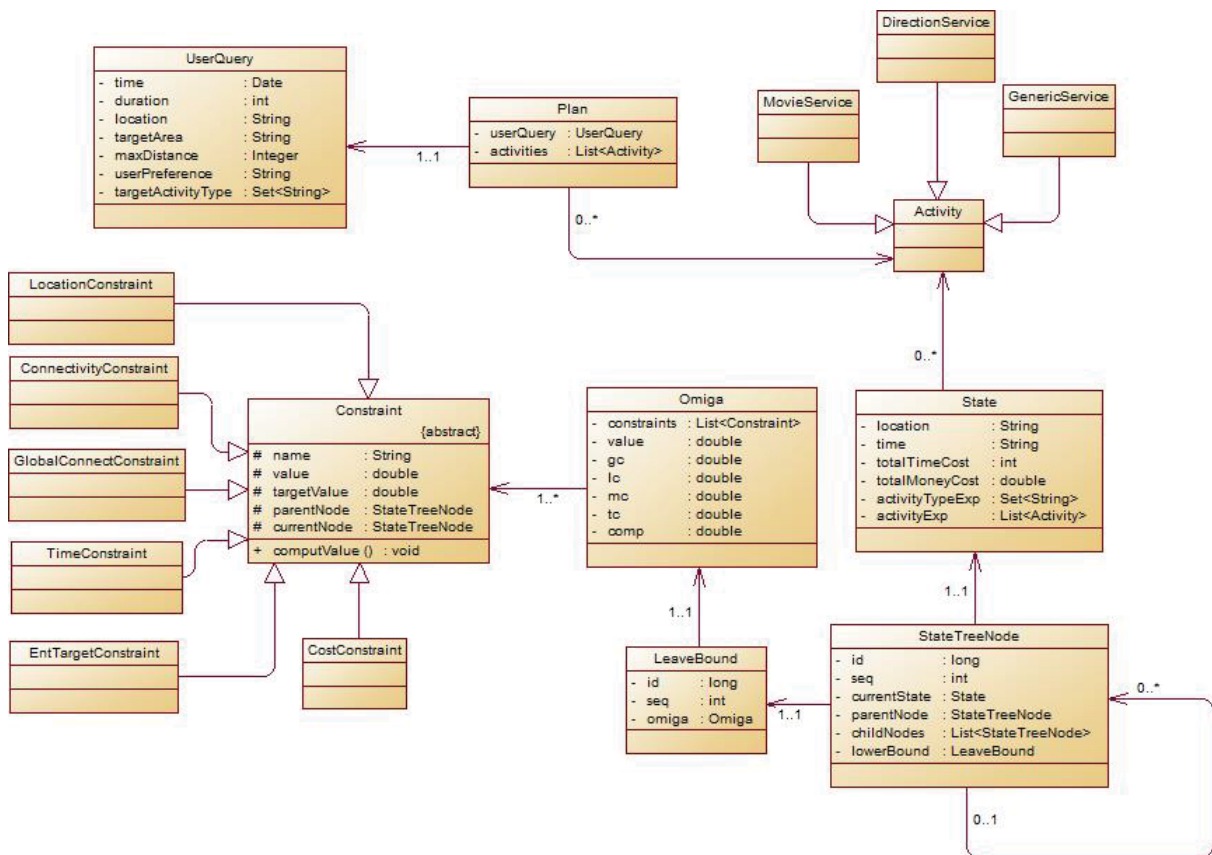 DirectionService
UserQuery
- time : Date
- duration : int
- location : String
- targetArea : String
- maxDistance : Integer
- userPreference : String
- targetActivityType : Set<String>
1..1
Plan
- userQuery : UserQuery
- activities : List<Activity>
0..*
MovieService
GenericService
Activity
LocationConstraint
ConnectivityConstraint
GlobalConnectConstraint
TimeConstraint
EntTargetConstraint
CostConstraint
Constraint
{abstract}
# name : String
# value : double
# targetValue : double
# parentNode : StateTreeNode
# currentNode : StateTreeNode
+ computValue () : void
1..*
Omiga
- constraints : List<Constraint>
- value : double
- gc : double
- lc : double
- mc : double
- tc : double
- comp : double
1..1
0..*
State
- location : String
- time : String
- totalTimeCost : int
- totalMoneyCost : double
- activityTypeExp : Set<String>
- activityExp : List<Activity>
1..1
LeaveBound
- id : long
- seq : int
- omiga : Omiga
1..1
StateTreeNode
- id : long
- seq : int
- currentState : State
- parentNode : StateTreeNode
- childNodes : List<StateTreeNode>
- lowerBound : LeaveBound
0..*
0..1